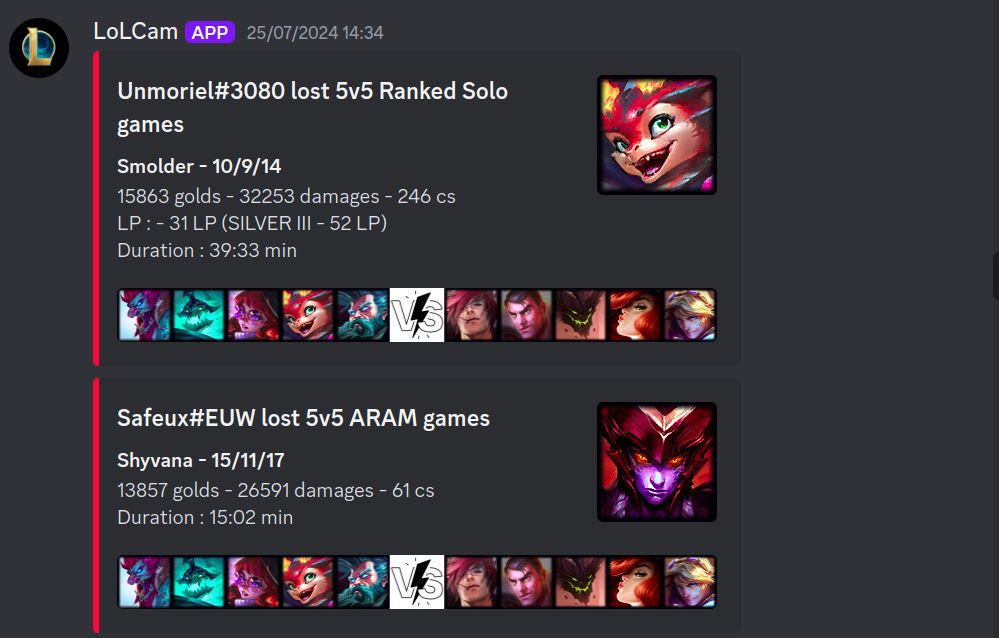 LoLCam APP 25/07/2024 14:34
Unmoriel#3080 lost 5v5 Ranked Solo
games
Smolder - 10/9/14
15863 golds - 32253 damages - 246 cs
LP : - 31 LP (SILVER III - 52 LP)
Duration : 39:33 min
VS
Safeux#EUW lost 5v5 ARAM games
Shyvana - 15/11/17
13857 golds - 26591 damages - 61 cs
Duration : 15:02 min
VS